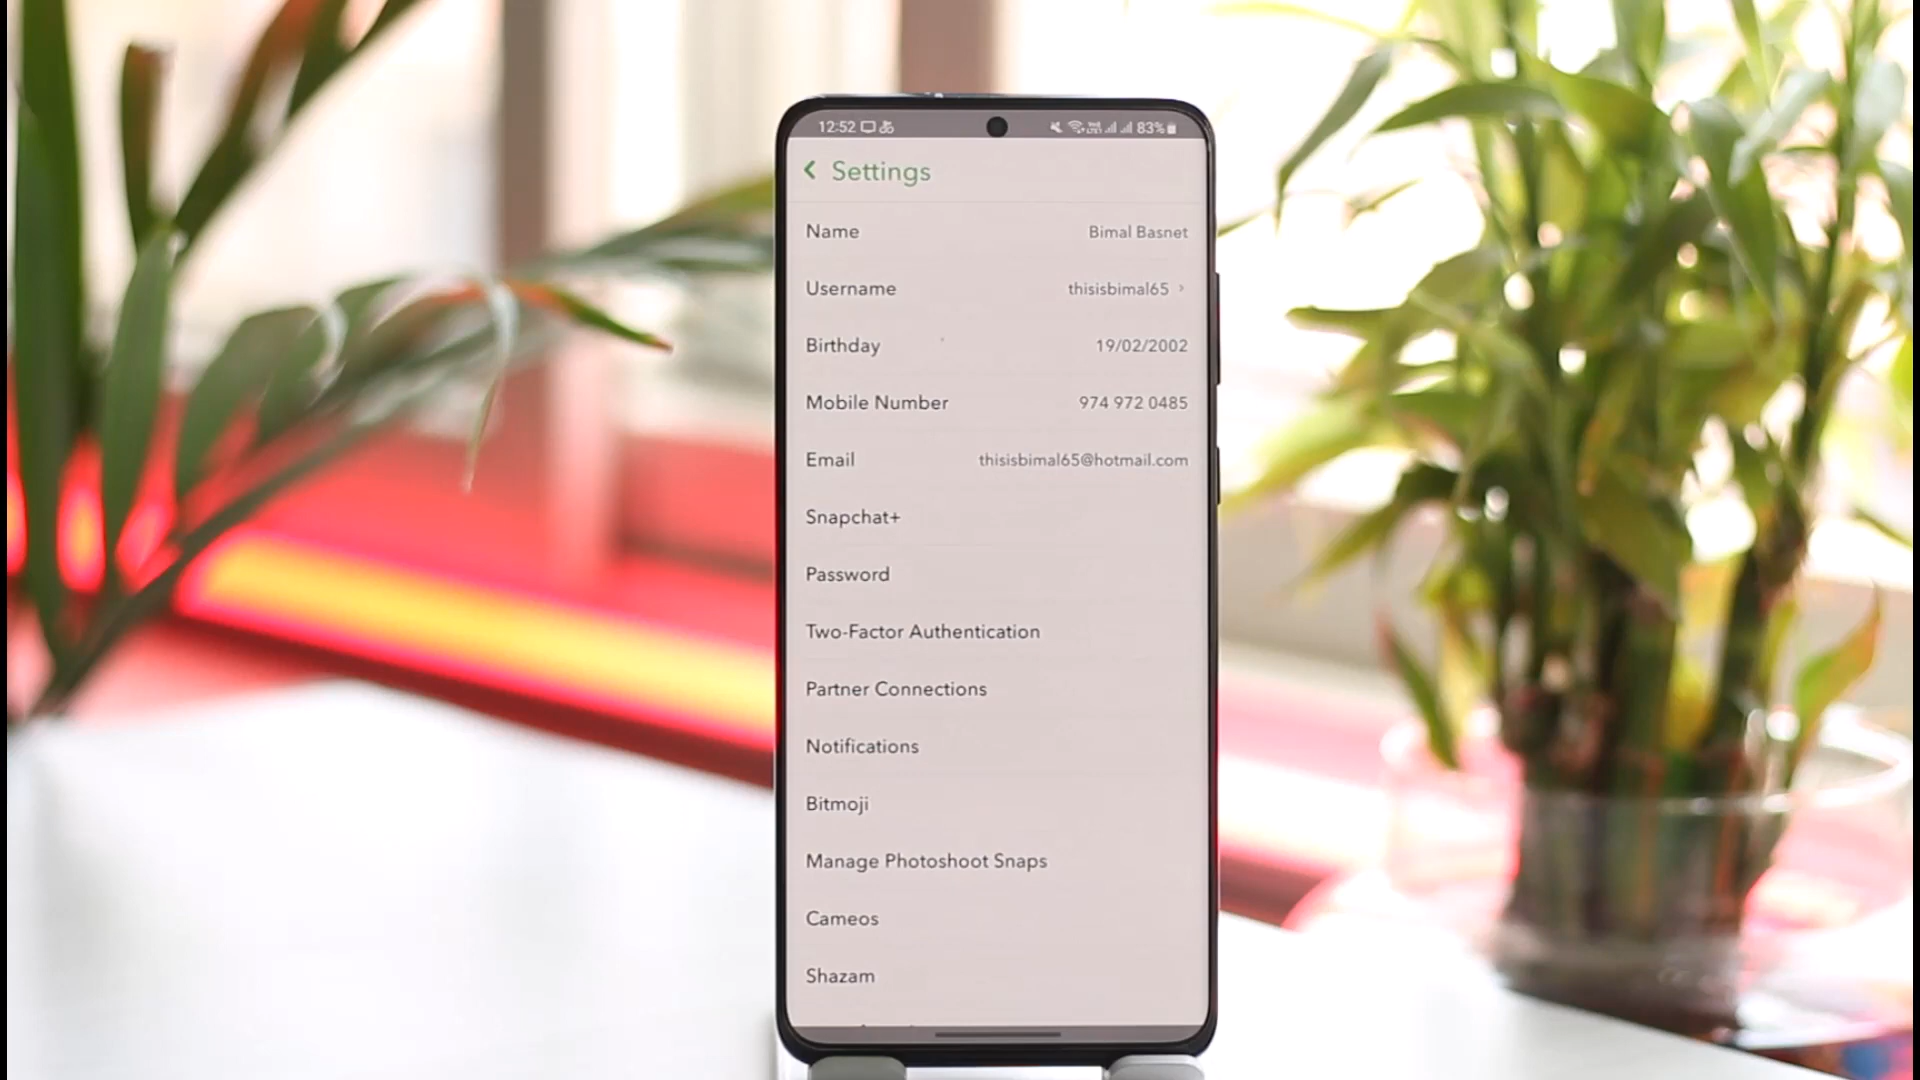 12:52 83%
Settings
Name Bimal Basnet
Username thisisbimal65 >
Birthday 19/02/2002
Mobile Number 974 972 0485
Email thisisbimal65@hotmail.com
Snapchat+
Password
Two-Factor Authentication
Partner Connections
Notifications
Bitmoji
Manage Photoshoot Snaps
Cameos
Shazam